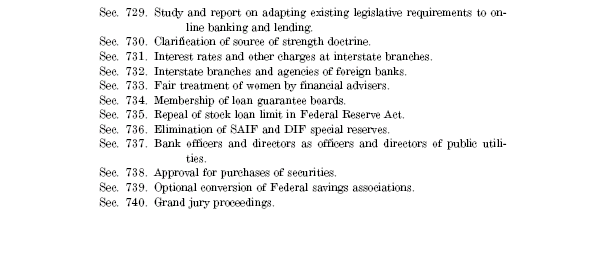 Sec. 729. Study and report on adapting existing legislative requirements to on-
line banking and lending.
Sec. 730. Clarification of source of strength doctrine.
Sec. 731. Interest rates and other charges at interstate branches.
Sec. 732. Interstate branches and agencies of foreign banks.
Sec. 733. Fair treatment of women by financial advisers.
Sec. 734. Membership of loan guarantee boards.
Sec. 735. Repeal of stock loan limit in Federal Reserve Act.
Sec. 736. Elimination of SAIF and DIF special reserves.
Sec. 737. Bank officers and directors as officers and directors of public utili-
ties.
Sec. 738. Approval for purchases of securities.
Sec. 739. Optional conversion of Federal savings associations.
Sec. 740. Grand jury proceedings.